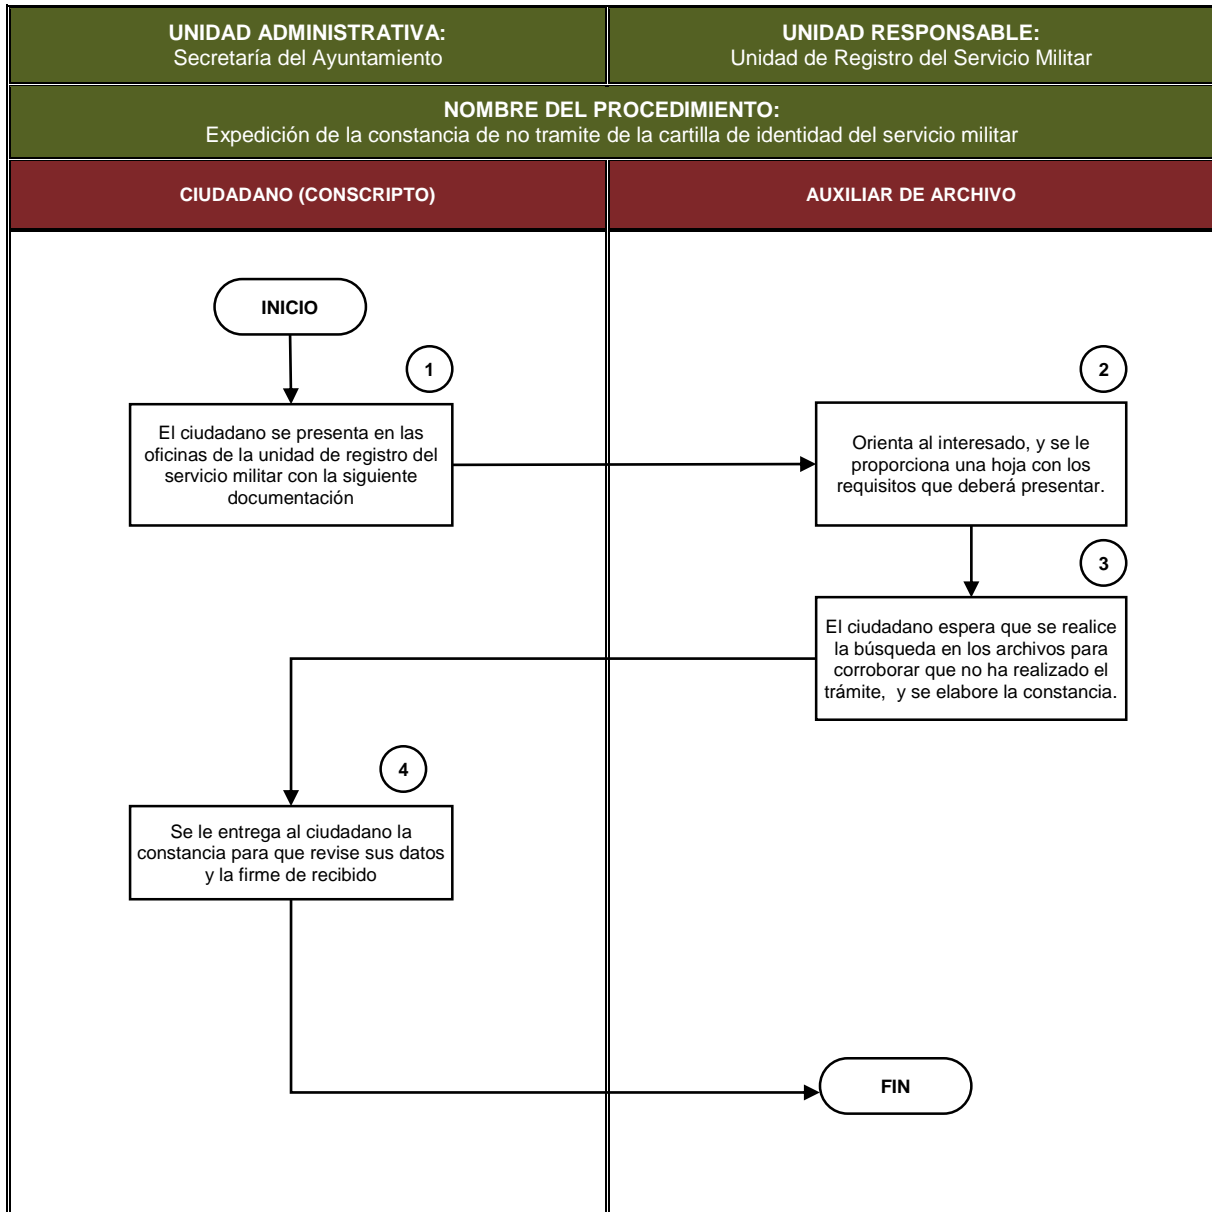 UNIDAD ADMINISTRATIVA:
Secretaría del Ayuntamiento
UNIDAD RESPONSABLE:
Unidad de Registro del Servicio Militar
NOMBRE DEL PROCEDIMIENTO:
Expedición de la constancia de no tramite de la cartilla de identidad del servicio militar
CIUDADANO (CONSCRIPTO)
AUXILIAR DE ARCHIVO
INICIO
1
El ciudadano se presenta en las
oficinas de la unidad de registro del
servicio militar con la siguiente
documentación
2
Orienta al interesado, y se le
proporciona una hoja con los
requisitos que deberá presentar.
3
El ciudadano espera que se realice
la búsqueda en los archivos para
corroborar que no ha realizado el
trámite, y se elabore la constancia.
4
Se le entrega al ciudadano la
constancia para que revise sus datos
y la firme de recibido
FIN